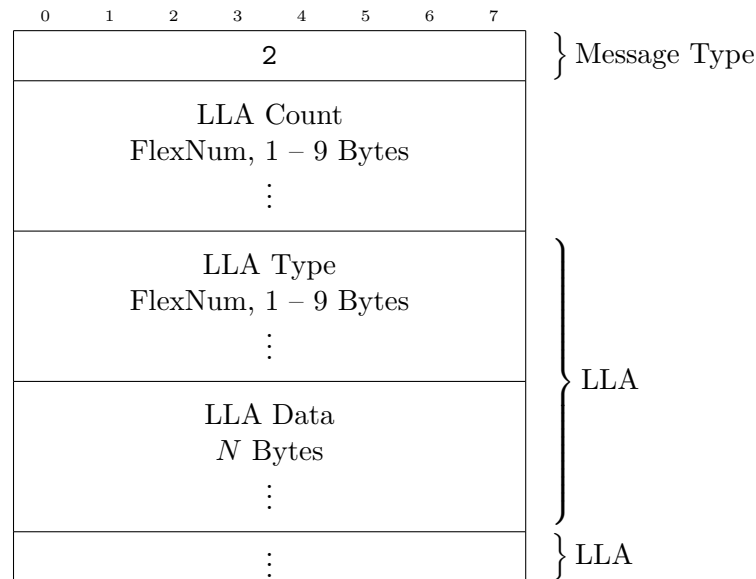 0 1 2 3 4 5 6 7
2
Message Type
LLA Count
FlexNum, 1 – 9 Bytes
⋮
LLA Type
FlexNum, 1 – 9 Bytes
⋮
LLA
LLA Data
N Bytes
⋮
⋮
LLA